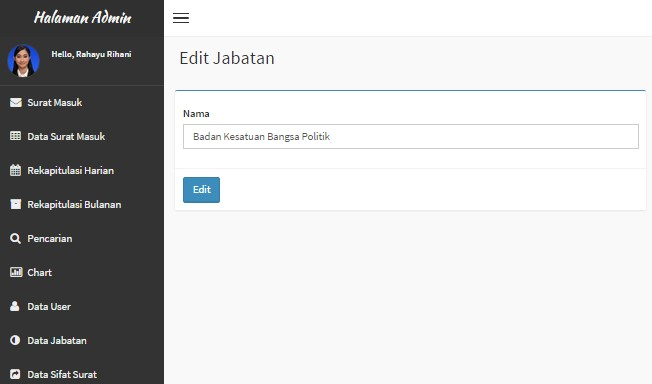 Halaman Admin
Hello, Rahayu Rihani
Surat Masuk
Data Surat Masuk
Rekapitulasi Harian
Rekapitulasi Bulanan
Pencarian
Chart
Data User
Data Jabatan
Data Sifat Surat
Edit Jabatan
Nama
Badan Kesatuan Bangsa Politik
Edit